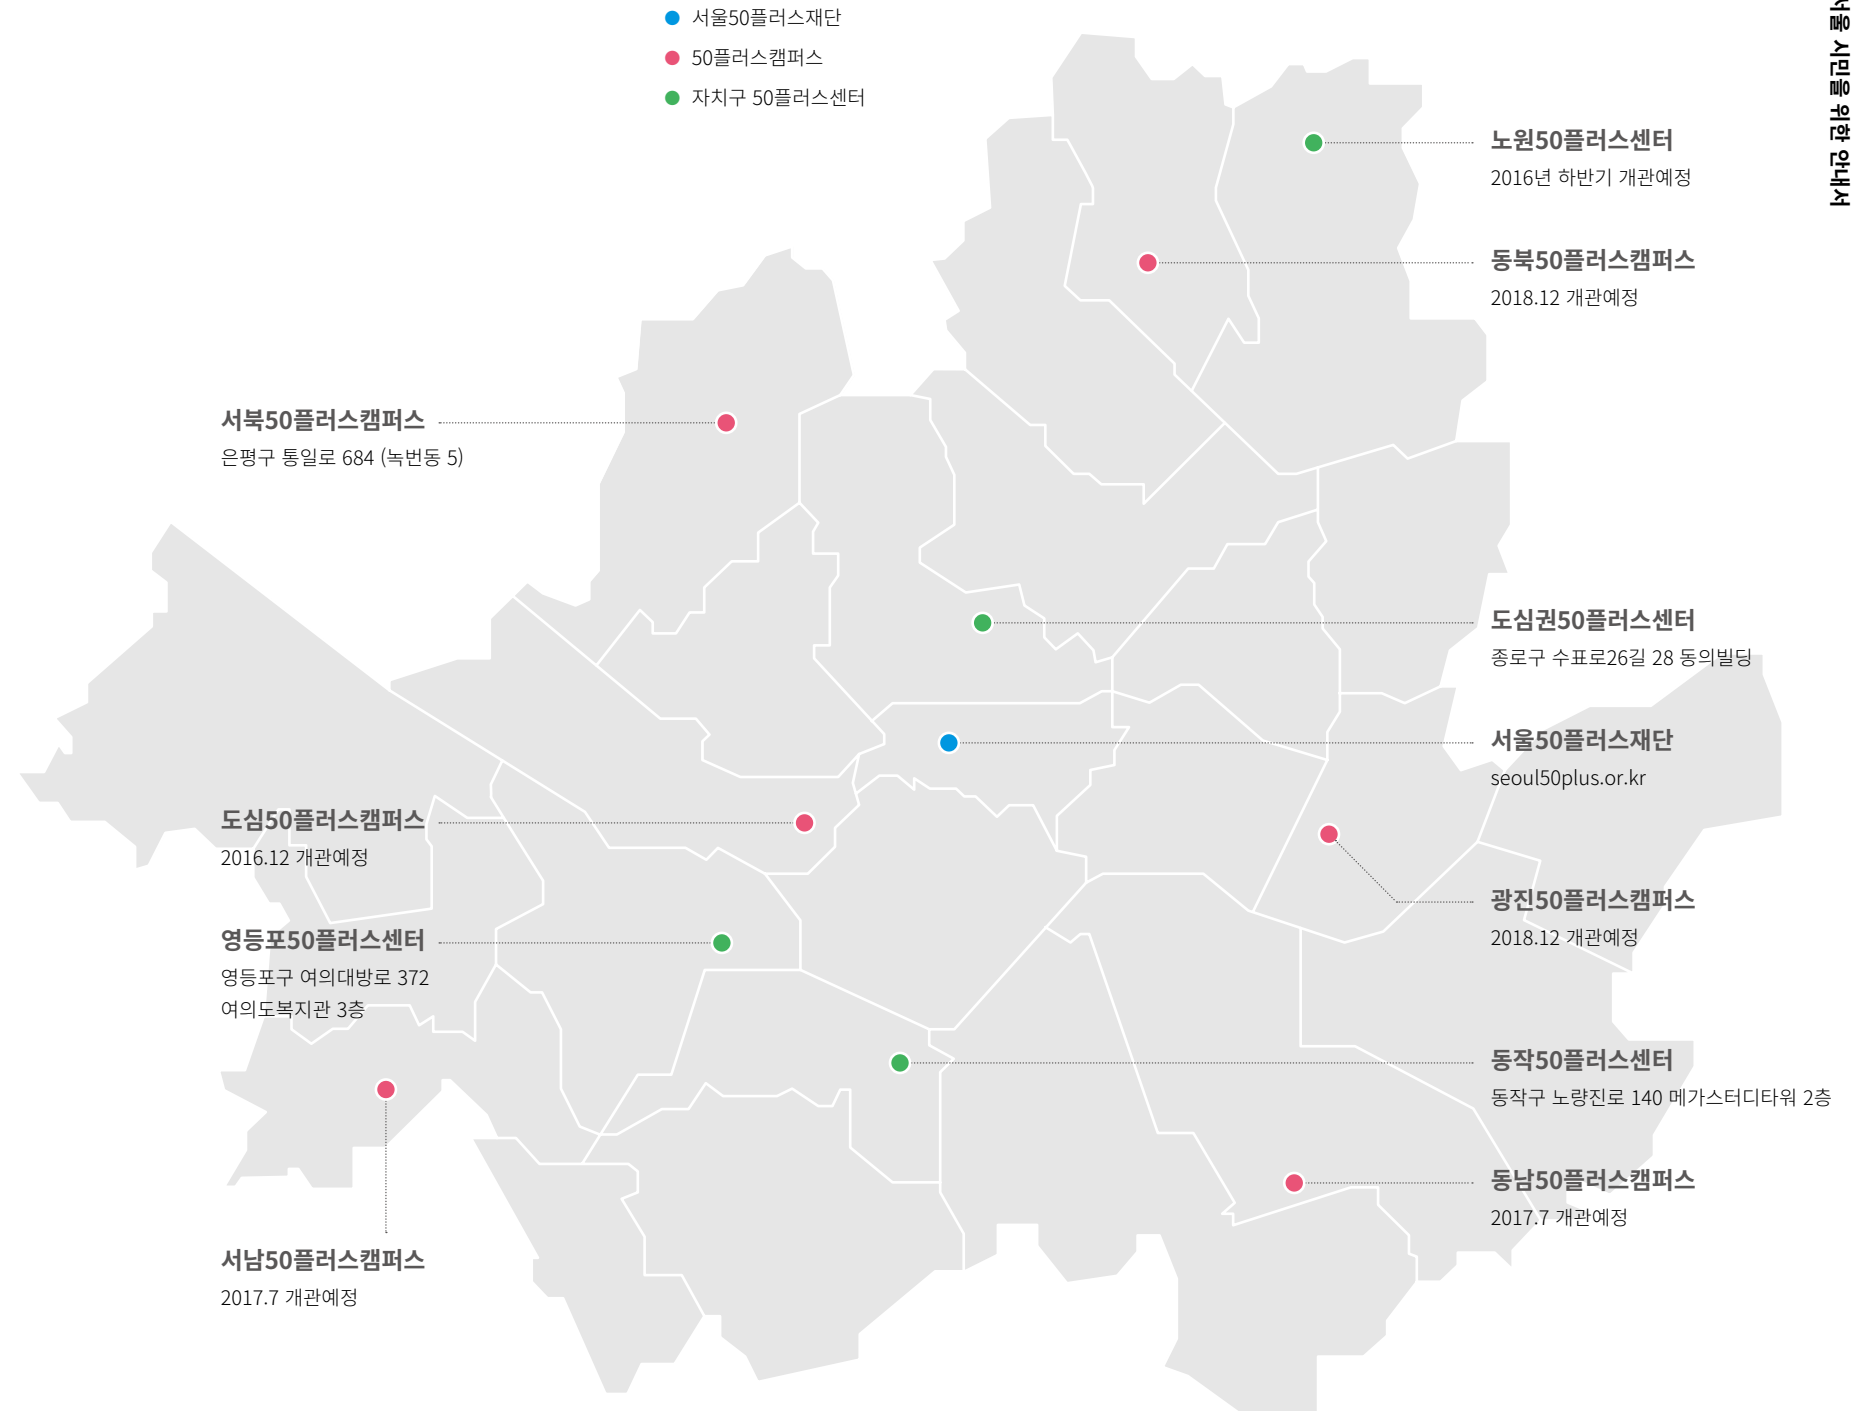 서울50플러스재단
50플러스캠퍼스
자치구 50플러스센터
서울 시민을 위한 안내서
노원50플러스센터
2016년 하반기 개관예정
동북50플러스캠퍼스
2018.12 개관예정
서북50플러스캠퍼스
은평구 통일로 684 (녹번동 5)
도심권50플러스센터
종로구 수표로26길 28 동의빌딩
서울50플러스재단
seoul50plus.or.kr
도심50플러스캠퍼스
2016.12 개관예정
광진50플러스캠퍼스
2018.12 개관예정
영등포50플러스센터
영등포구 여의대방로 372
여의도복지관 3층
동작50플러스센터
동작구 노량진로 140 메가스터디타워 2층
동남50플러스캠퍼스
2017.7 개관예정
서남50플러스캠퍼스
2017.7 개관예정